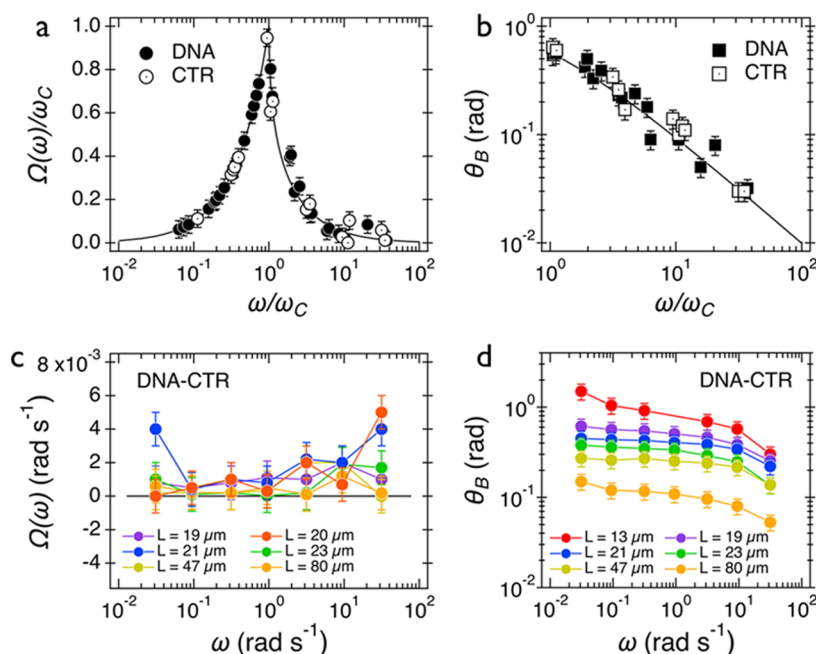 a
Ω(ω)/ω_C
1.0
0.8
0.6
0.4
0.2
0.0
DNA
CTR
10⁻² 10⁻¹ 10⁰ 10¹ 10²
ω/ω_C
b
θ_B (rad)
10⁰
10⁻¹
10⁻²
DNA
CTR
10⁰ 10¹ 10²
ω/ω_C
c
Ω(ω) (rad s⁻¹)
8 x10⁻³
6
4
2
0
-2
-4
DNA-CTR
L = 19 μm L = 20 μm
L = 21 μm L = 23 μm
L = 47 μm L = 80 μm
10⁻² 10⁻¹ 10⁰ 10¹ 10²
ω (rad s⁻¹)
d
θ_B (rad)
10⁰
10⁻¹
10⁻²
DNA-CTR
L = 13 μm L = 19 μm
L = 21 μm L = 23 μm
L = 47 μm L = 80 μm
10⁻² 10⁻¹ 10⁰ 10¹ 10²
ω (rad s⁻¹)